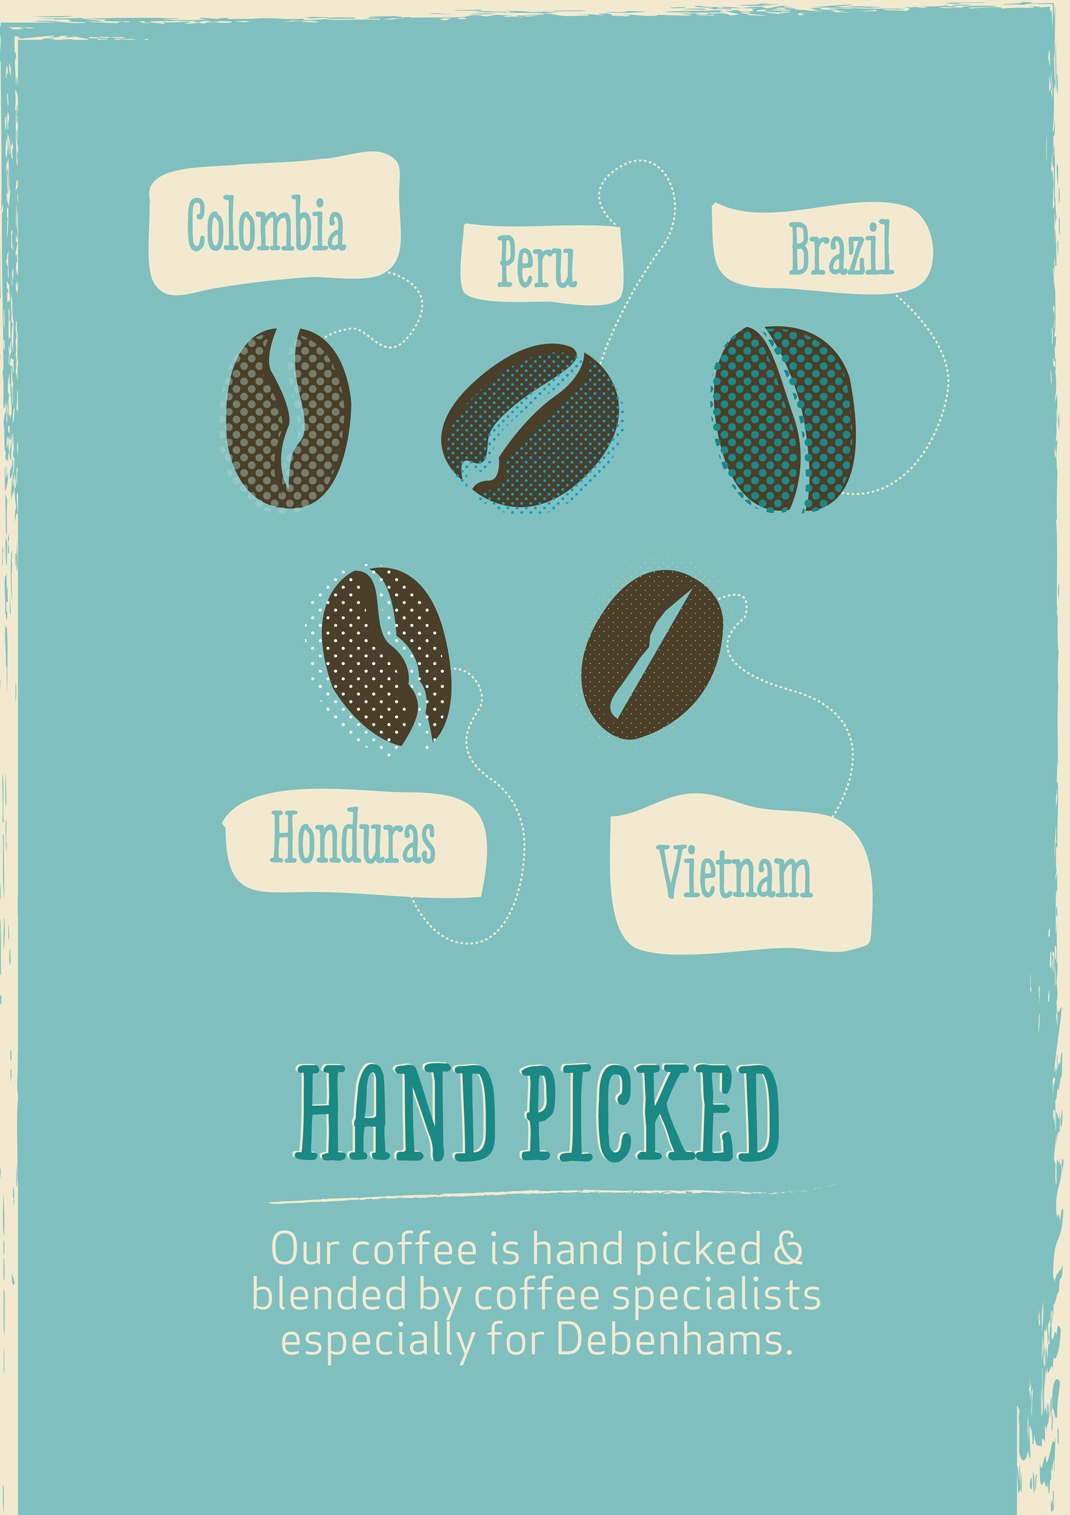 Colombia
Peru
Brazil
Honduras
Vietnam
HAND PICKED
Our coffee is hand picked &
blended by coffee specialists
especially for Debenhams.